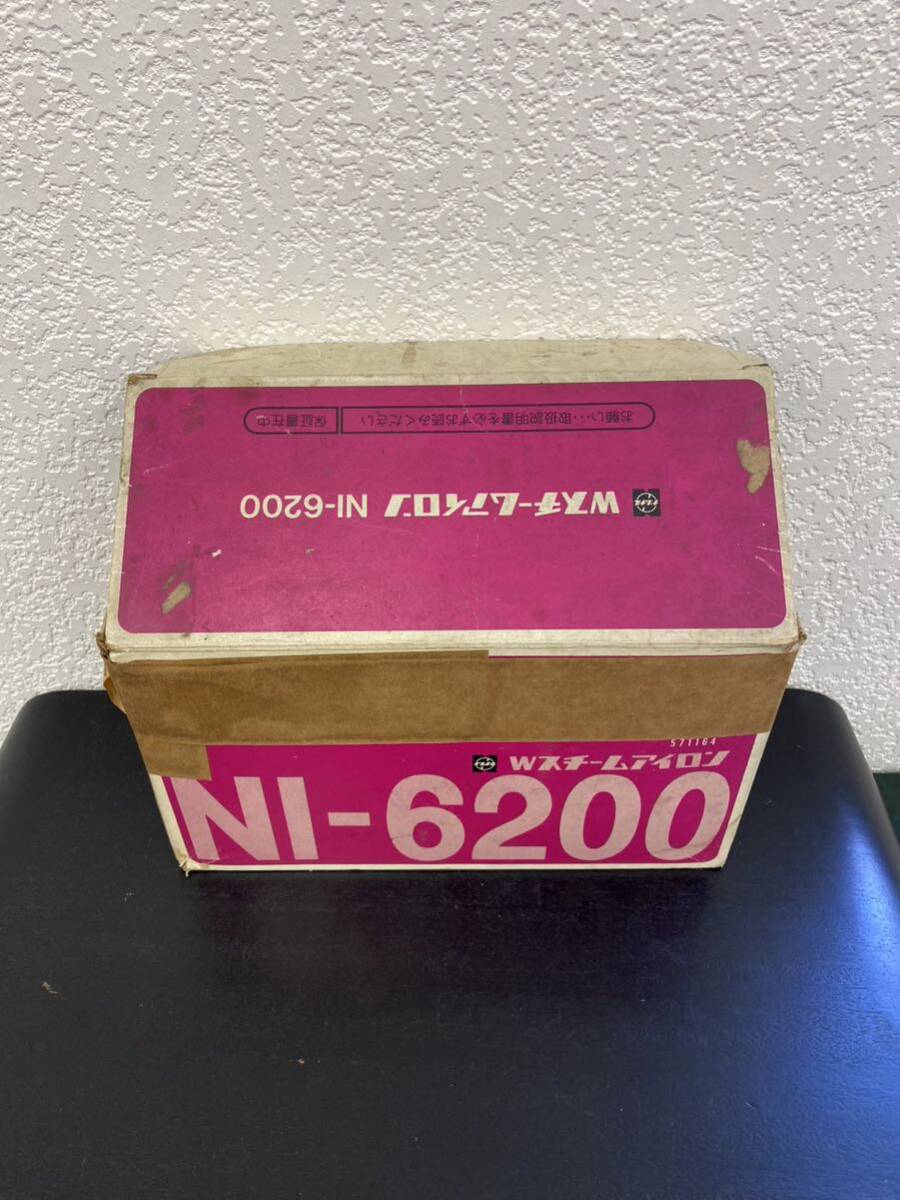 お願い・・・取扱説明書を必ずお読みください
保証書在中
Wスチームアイロン NI-6200
571164
Wスチームアイロン
NI-6200